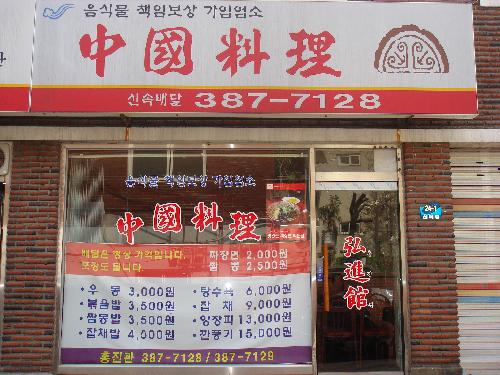 음식물 책임보상 가입업소
中國料理
신속배달 387-7128
음식물 책임보상 가입업소
中國料理
배달은 영상 가격입니다.
포장도 됩니다.
짜장면 2,000원
짬뽕 2,500원
우동 3,000원
볶음밥 3,500원
짬뽕밥 3,500원
잡채밥 4,500원
탕수육 6,000원
잡채 9,000원
양장피 13,000원
깐풍기 15,000원
홍진관 387-7128 / 387-7129
弘進館
24-1